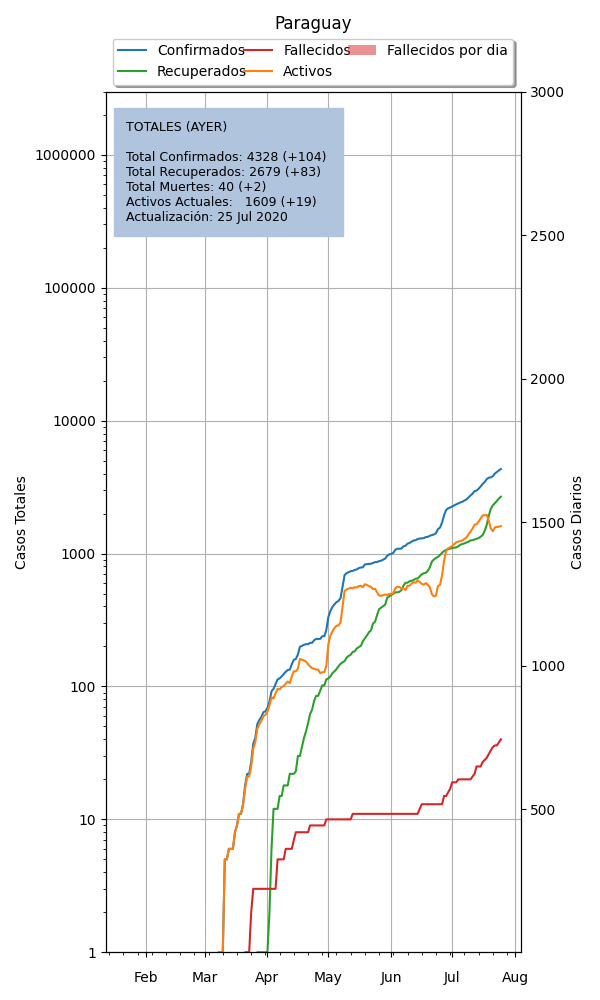 Paraguay
Confirmados
Recuperados
Fallecidos
Activos
Fallecidos por dia
TOTALES (AYER)
Total Confirmados: 4328 (+104)
Total Recuperados: 2679 (+83)
Total Muertes: 40 (+2)
Activos Actuales:   1609 (+19)
Actualización: 25 Jul 2020
Casos Totales
1000000
100000
10000
1000
100
10
1
Casos Diarios
3000
2500
2000
1500
1000
500
Feb
Mar
Apr
May
Jun
Jul
Aug